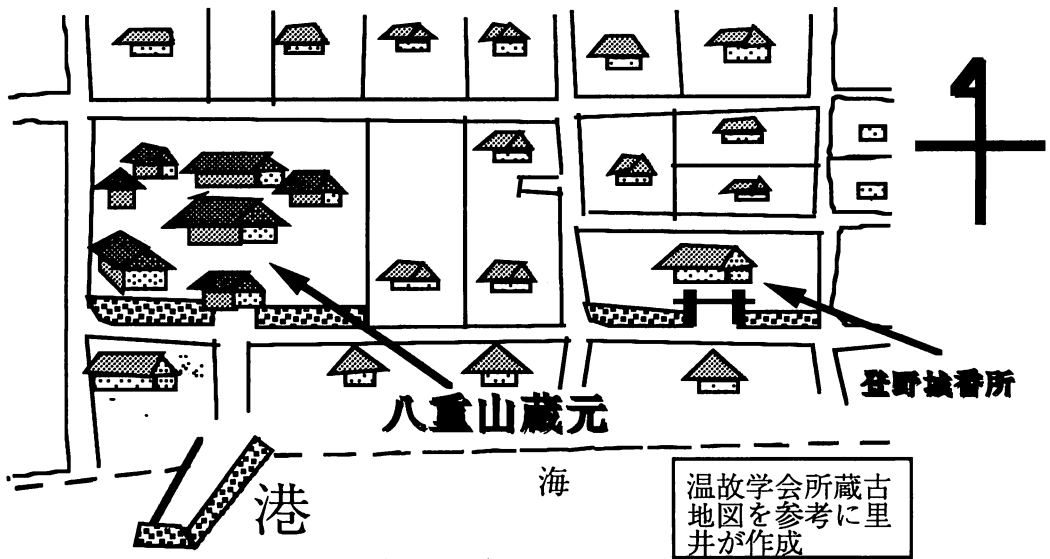 登野城番所
八重山蔵元
海
港
温故学会所蔵古
地図を参考に里
井が作成